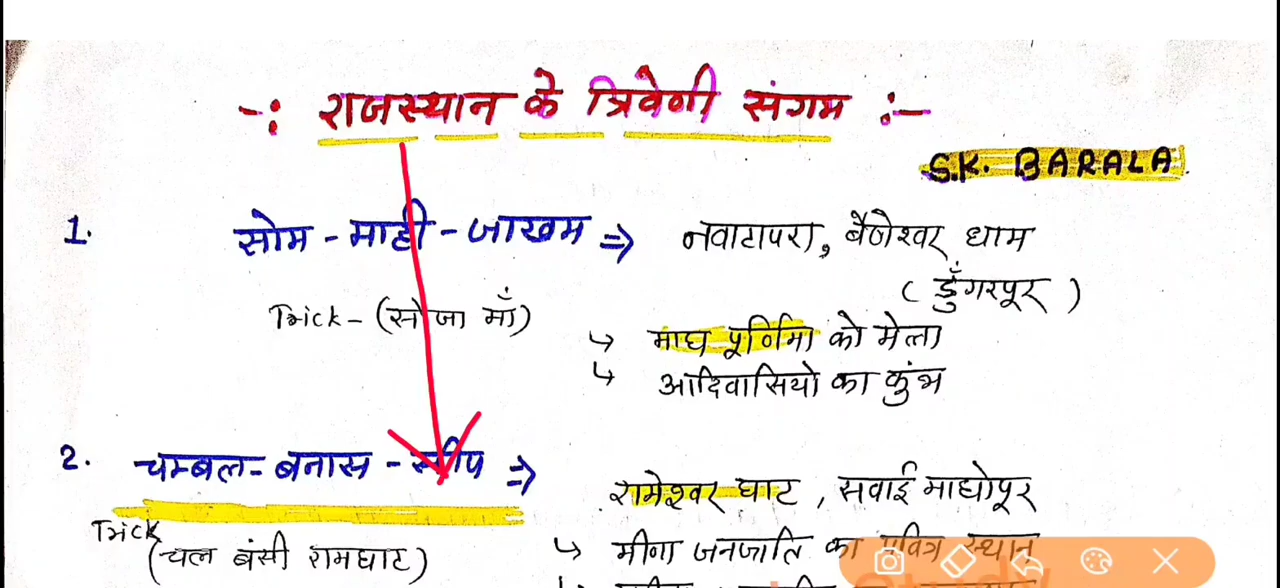 -: राजस्थान के त्रिवेणी संगम :-
S.K. BARALA
1. सोम - माही - जाखम ⇒ नवाटापरा, बेणेश्वर धाम
(डुँगरपूर)
Trick - (सोजा माँ)
↳ माघ पूर्णिमा को मेला
↳ आदिवासियो का कुंभ
2. चम्बल - बनास - सीप ⇒ रामेश्वर घाट, सवाई माधोपूर
Trick (चल बंसी रामघाट)
↳ मीणा जनजाति का पवित्र स्थान